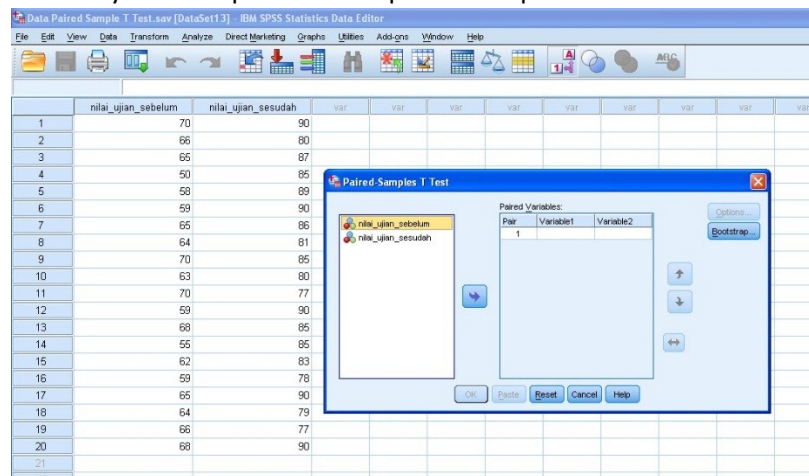 Data Paired Sample T Test.sav [DataSet13] - IBM SPSS Statistics Data Editor
File Edit View Data Transform Analyze Direct Marketing Graphs Utilities Add-ons Window Help
nilai_ujian_sebelum nilai_ujian_sesudah var var var var var var var var
1 70 90
2 66 80
3 65 87
4 50 85
5 58 89
6 59 90
7 65 86
8 64 81
9 70 85
10 63 80
11 70 77
12 59 90
13 68 85
14 55 85
15 62 83
16 59 78
17 65 90
18 64 79
19 66 77
20 68 90
21
Paired-Samples T Test
nilai_ujian_sebelum
nilai_ujian_sesudah
Paired Variables:
Pair Variable1 Variable2
1
Options...
Bootstrap...
OK Paste Reset Cancel Help